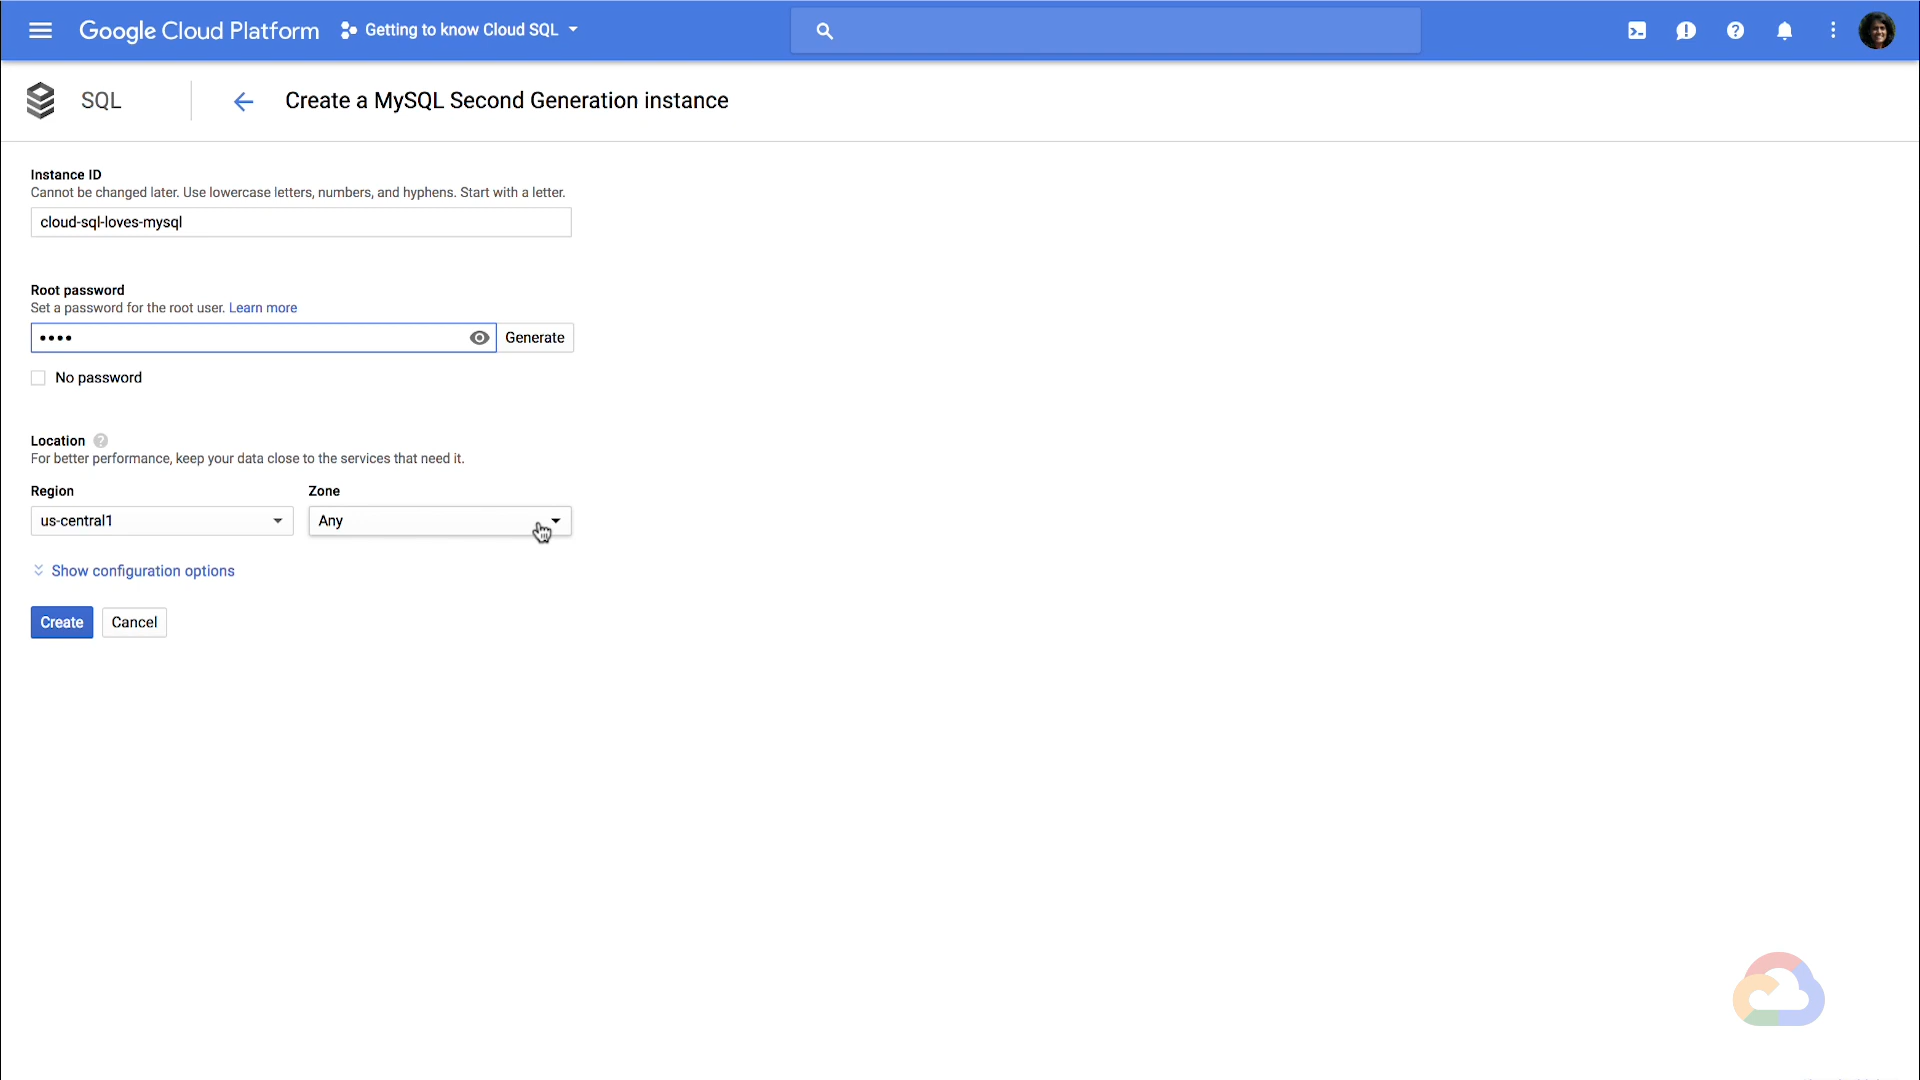 Google Cloud Platform
Getting to know Cloud SQL
SQL
Create a MySQL Second Generation instance
Instance ID
Cannot be changed later. Use lowercase letters, numbers, and hyphens. Start with a letter.
cloud-sql-loves-mysql
Root password
Set a password for the root user. Learn more
••••
Generate
No password
Location
For better performance, keep your data close to the services that need it.
Region Zone
us-central1 Any
Show configuration options
Create Cancel